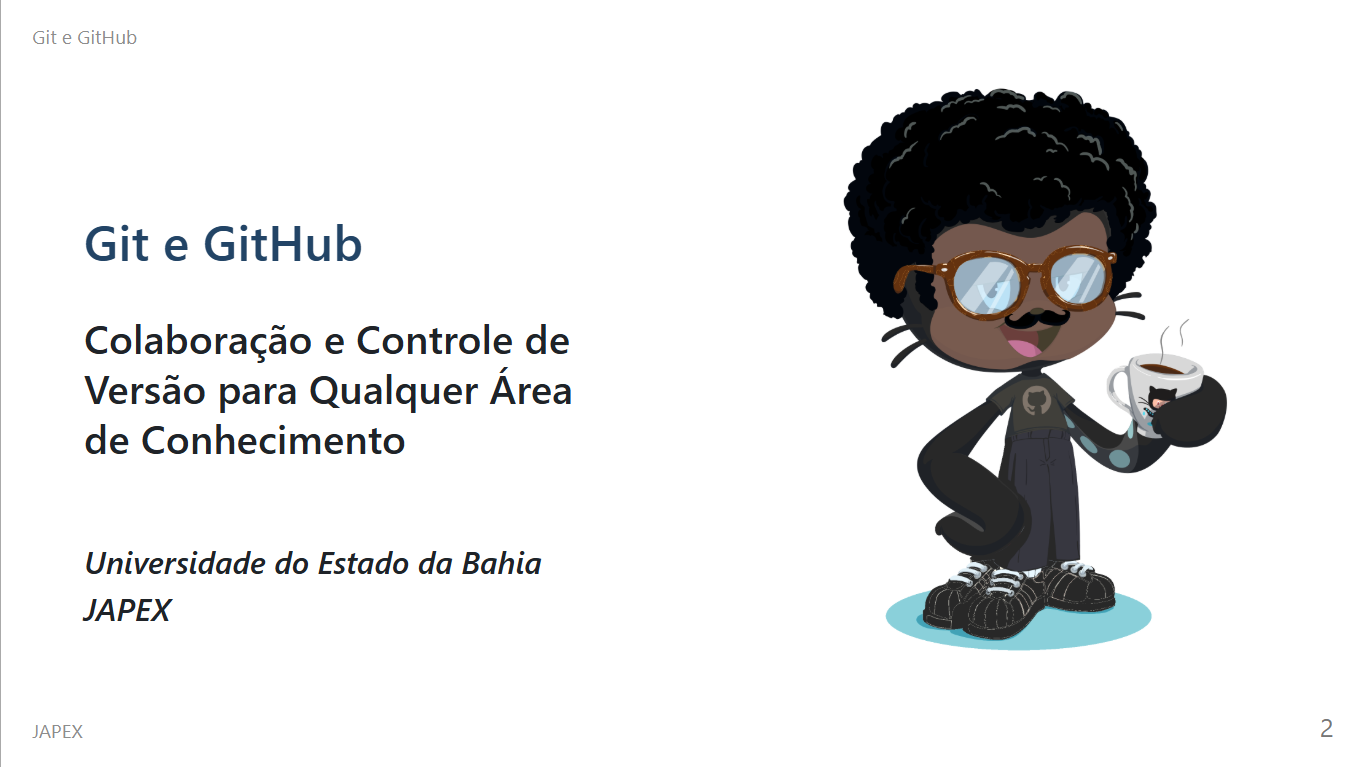 Git e GitHub
Git e GitHub
Colaboração e Controle de
Versão para Qualquer Área
de Conhecimento
Universidade do Estado da Bahia
JAPEX
JAPEX
2